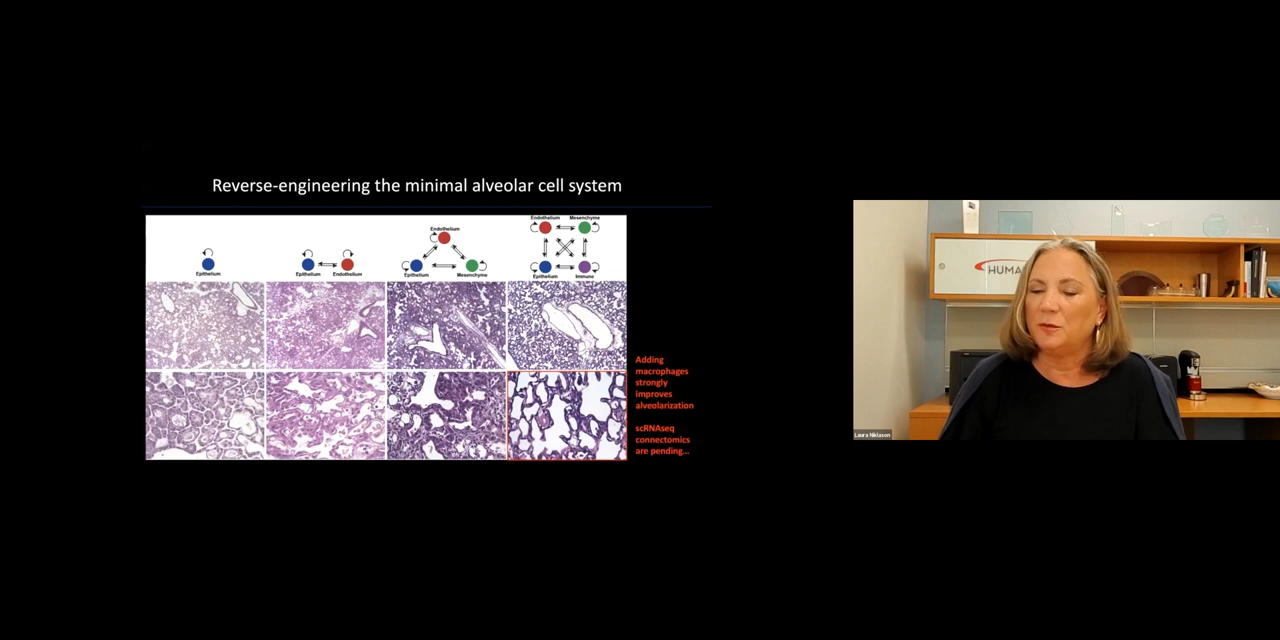 Reverse-engineering the minimal alveolar cell system
Epithelium
Epithelium
Endothelium
Endothelium
Epithelium
Mesenchyme
Endothelium
Mesenchyme
Epithelium
Immune
Adding
macrophages
strongly
improves
alveolarization
scRNAseq
connectomics
are pending...
HUMA
Laura Niklason